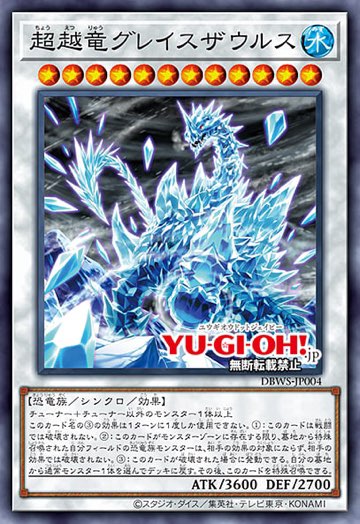 超越竜グレイスザウルス
ちょう えつ りゅう
水
ユウギオウドットジェイピー
YU-GI-OH!.jp
無断転載禁止
DBWS-JP004
【恐竜族／シンクロ／効果】
チューナー＋チューナー以外のモンスター1体以上
このカード名の③の効果は1ターンに1度しか使用できない。①：このカードは戦闘
では破壊されない。②：このカードがモンスターゾーンに存在する限り、墓地から特殊
召喚された自分フィールドの恐竜族モンスターは、相手の効果の対象にならず、相手の
効果では破壊されない。③：このカードが破壊された場合に発動できる。自分の墓地
から通常モンスター1体を選んでデッキに戻す。その後、このカードを特殊召喚できる。
ATK/3600 DEF/2700
©スタジオ・ダイス／集英社・テレビ東京・KONAMI